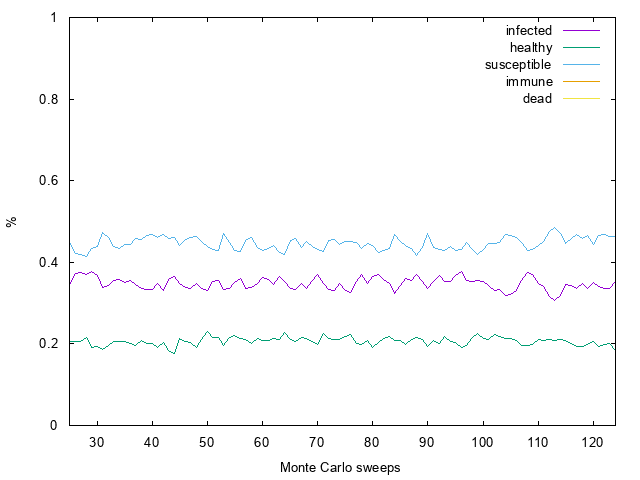 1
0.8
0.6
0.4
0.2
0
%
infected
healthy
susceptible
immune
dead
30 40 50 60 70 80 90 100 110 120
Monte Carlo sweeps